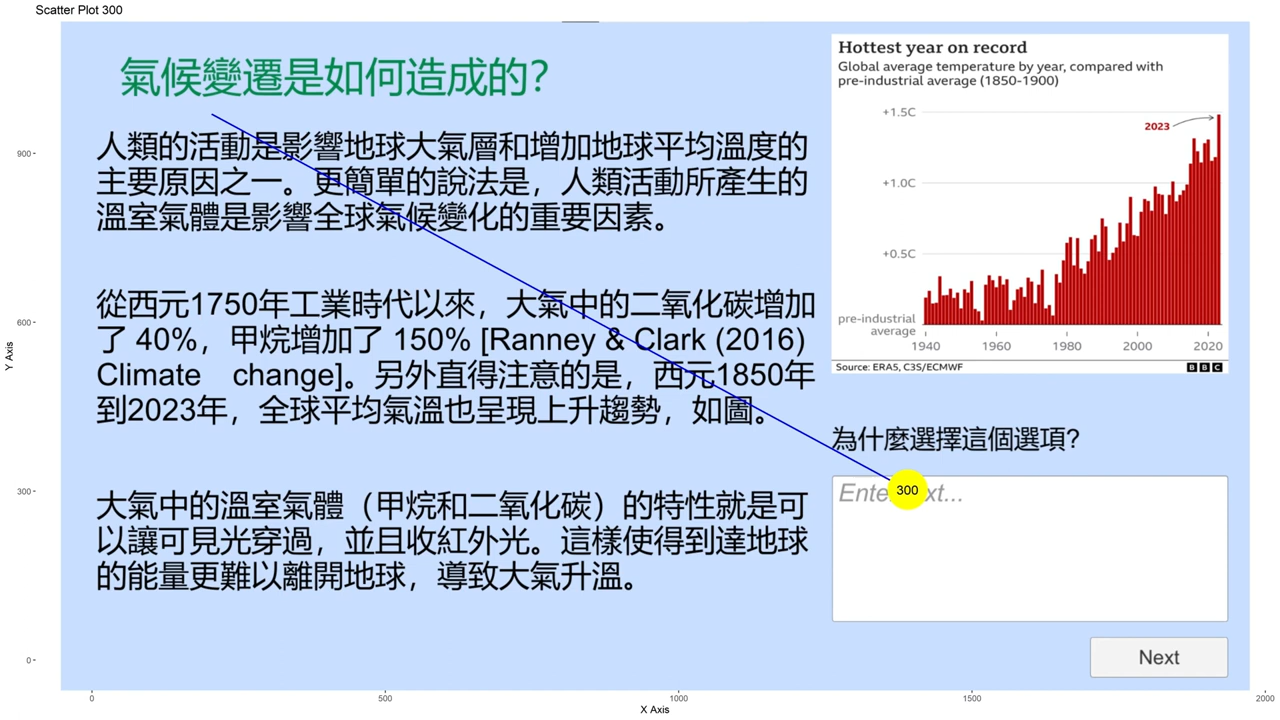 Scatter Plot 300
氣候變遷是如何造成的?
人類的活動是影響地球大氣層和增加地球平均溫度的
主要原因之一。更簡單的說法是，人類活動所產生的
溫室氣體是影響全球氣候變化的重要因素。
從西元1750年工業時代以來，大氣中的二氧化碳增加
了 40%，甲烷增加了 150% [Ranney & Clark (2016)
Climate change]。另外直得注意的是，西元1850年
到2023年，全球平均氣溫也呈現上升趨勢，如圖。
大氣中的溫室氣體（甲烷和二氧化碳）的特性就是可
以讓可見光穿過，並且收紅外光。這樣使得到達地球
的能量更難以離開地球，導致大氣升溫。
Hottest year on record
Global average temperature by year, compared with
pre-industrial average (1850-1900)
+1.5C
2023
+1.0C
+0.5C
pre-industrial
average
1940 1960 1980 2000 2020
Source: ERA5, C3S/ECMWF
BBC
為什麼選擇這個選項?
300
Next
Y Axis
900
600
300
0
0 500 1000 1500 2000
X Axis